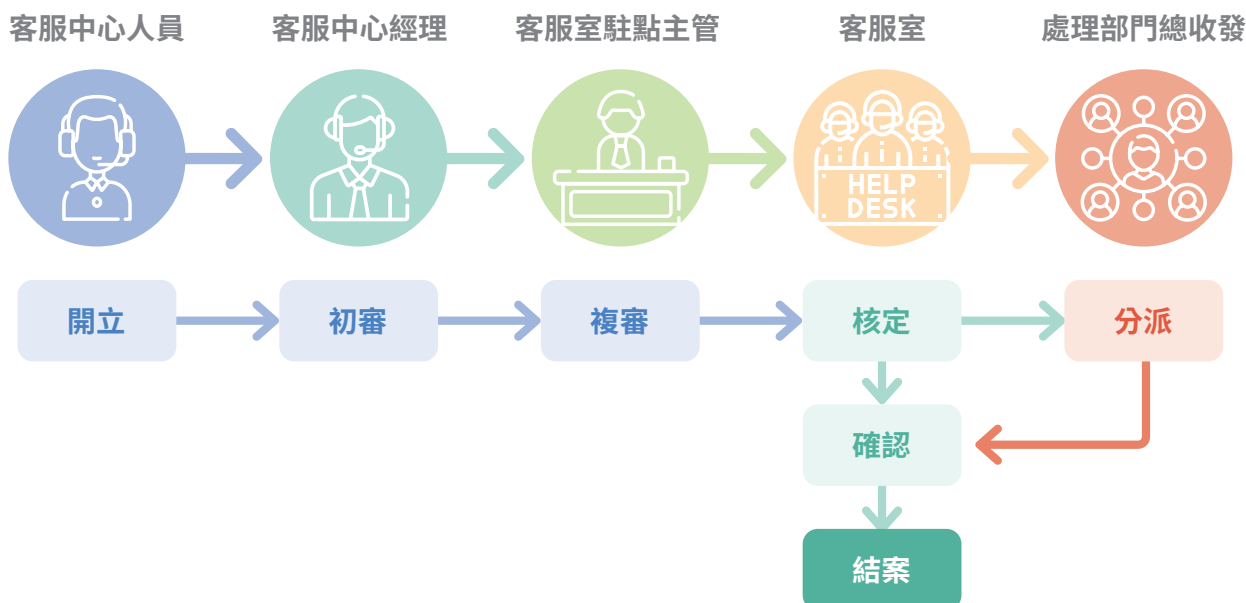 客服中心人員
客服中心經理
客服室駐點主管
客服室
處理部門總收發
HELP
DESK
開立
初審
複審
核定
分派
確認
結案